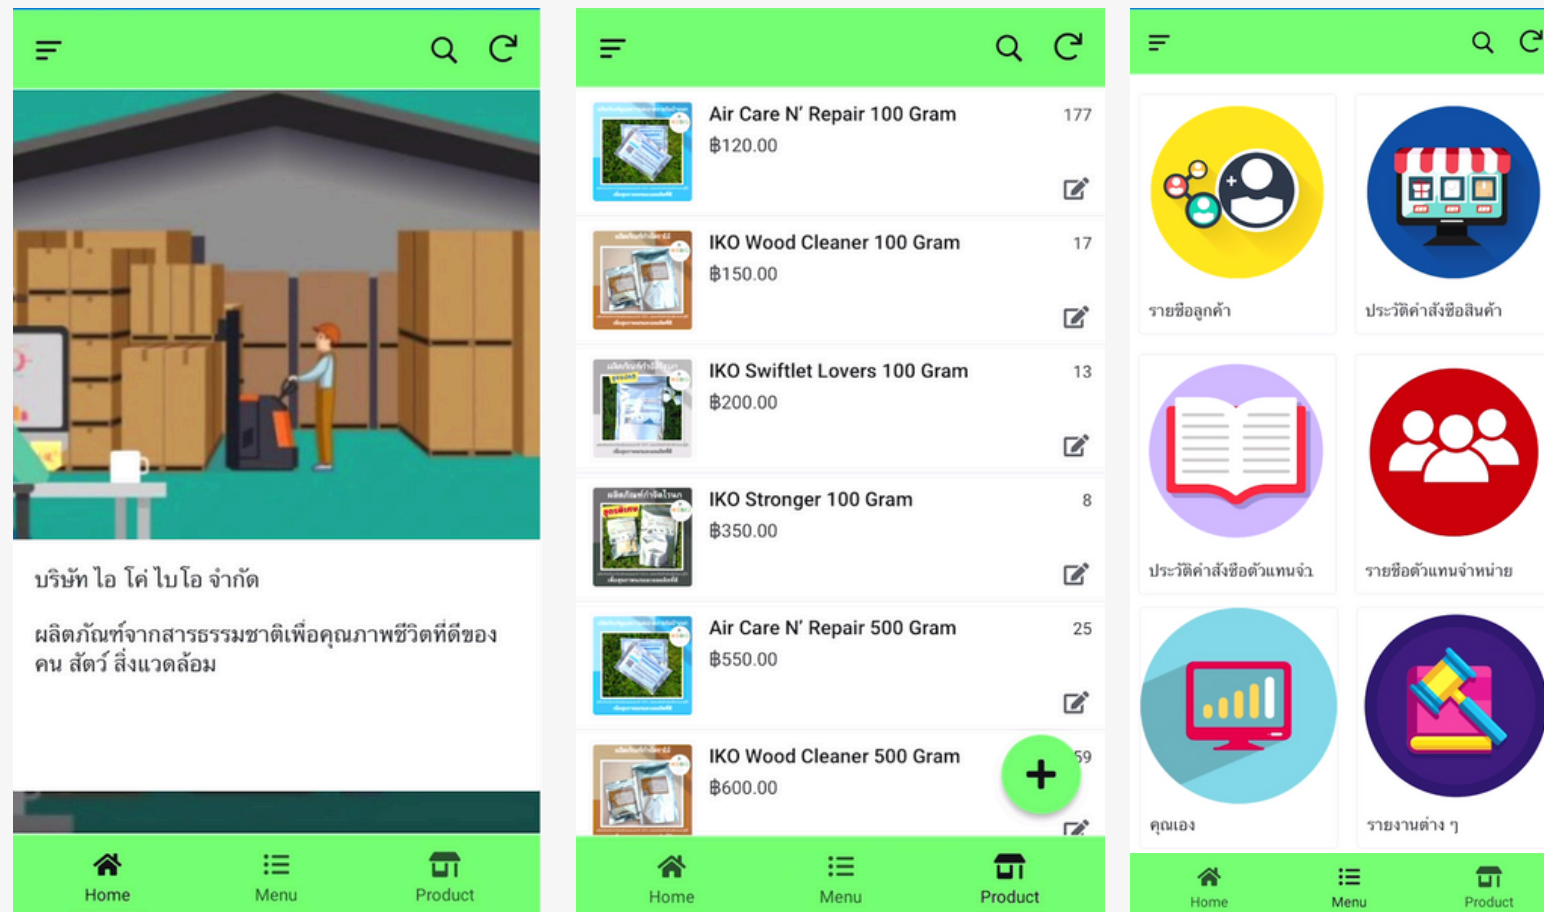 บริษัท ไอ โค่ ไบโอ จำกัด
ผลิตภัณฑ์จากสารธรรมชาติเพื่อคุณภาพชีวิตที่ดีของ
คน สัตว์ สิ่งแวดล้อม
Home
Menu
Product
Air Care N' Repair 100 Gram
177
฿120.00
IKO Wood Cleaner 100 Gram
17
฿150.00
IKO Swiftlet Lovers 100 Gram
13
฿200.00
IKO Stronger 100 Gram
8
฿350.00
Air Care N' Repair 500 Gram
25
฿550.00
IKO Wood Cleaner 500 Gram
59
฿600.00
Home
Menu
Product
รายชื่อลูกค้า
ประวัติคำสั่งซื้อสินค้า
ประวัติคำสั่งซื้อตัวแทนจำ
รายชื่อตัวแทนจำหน่าย
คุณเอง
รายงานต่าง ๆ
Home
Menu
Product